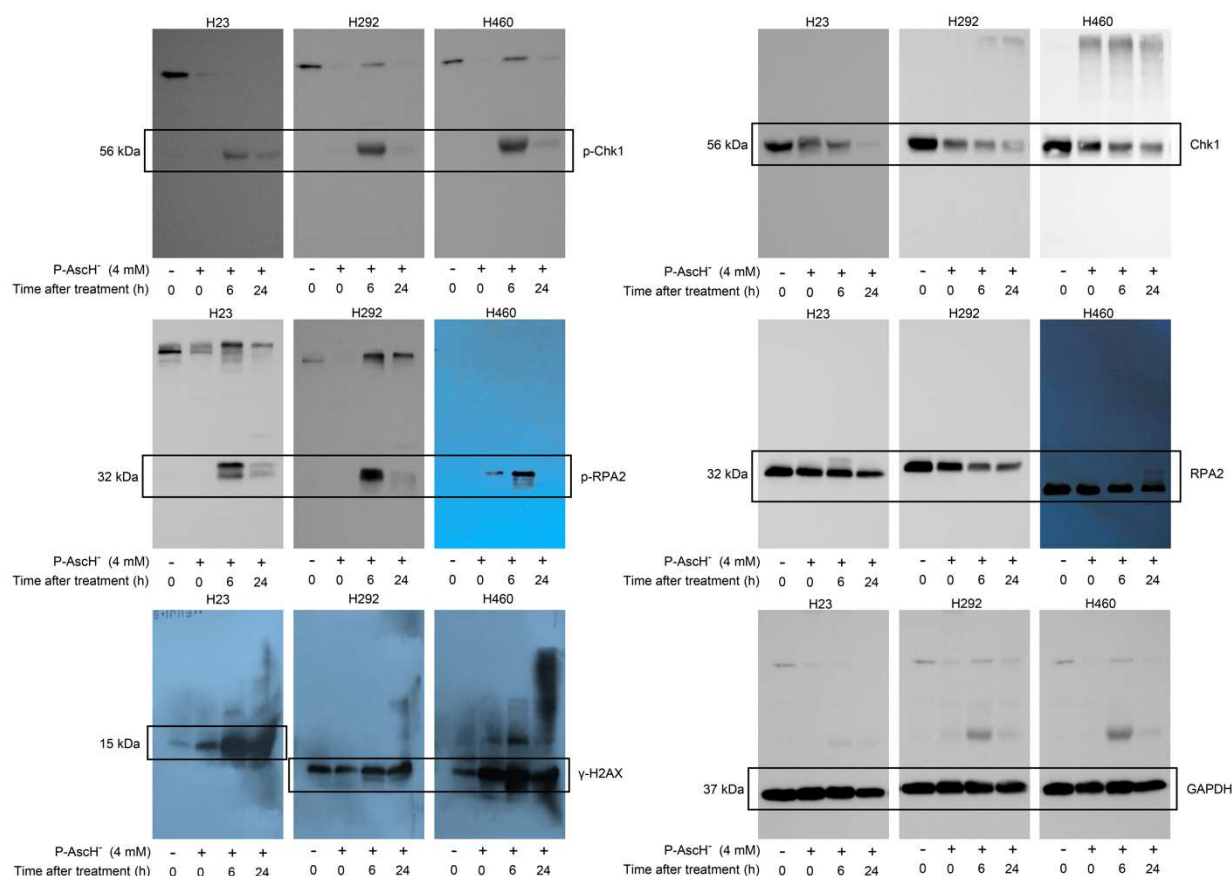 H23 H292 H460
56 kDa p-Chk1
P-AscH⁻ (4 mM) - + + + - + + + - + + +
Time after treatment (h) 0 0 6 24 0 0 6 24 0 0 6 24
H23 H292 H460
56 kDa Chk1
P-AscH⁻ (4 mM) - + + + - + + + - + + +
Time after treatment (h) 0 0 6 24 0 0 6 24 0 0 6 24
H23 H292 H460
32 kDa p-RPA2
P-AscH⁻ (4 mM) - + + + - + + + - + + +
Time after treatment (h) 0 0 6 24 0 0 6 24 0 0 6 24
H23 H292 H460
32 kDa RPA2
P-AscH⁻ (4 mM) - + + + - + + + - + + +
Time after treatment (h) 0 0 6 24 0 0 6 24 0 0 6 24
H23 H292 H460
15 kDa γ-H2AX
P-AscH⁻ (4 mM) - + + + - + + + - + + +
Time after treatment (h) 0 0 6 24 0 0 6 24 0 0 6 24
H23 H292 H460
37 kDa GAPDH
P-AscH⁻ (4 mM) - + + + - + + + - + + +
Time after treatment (h) 0 0 6 24 0 0 6 24 0 0 6 24